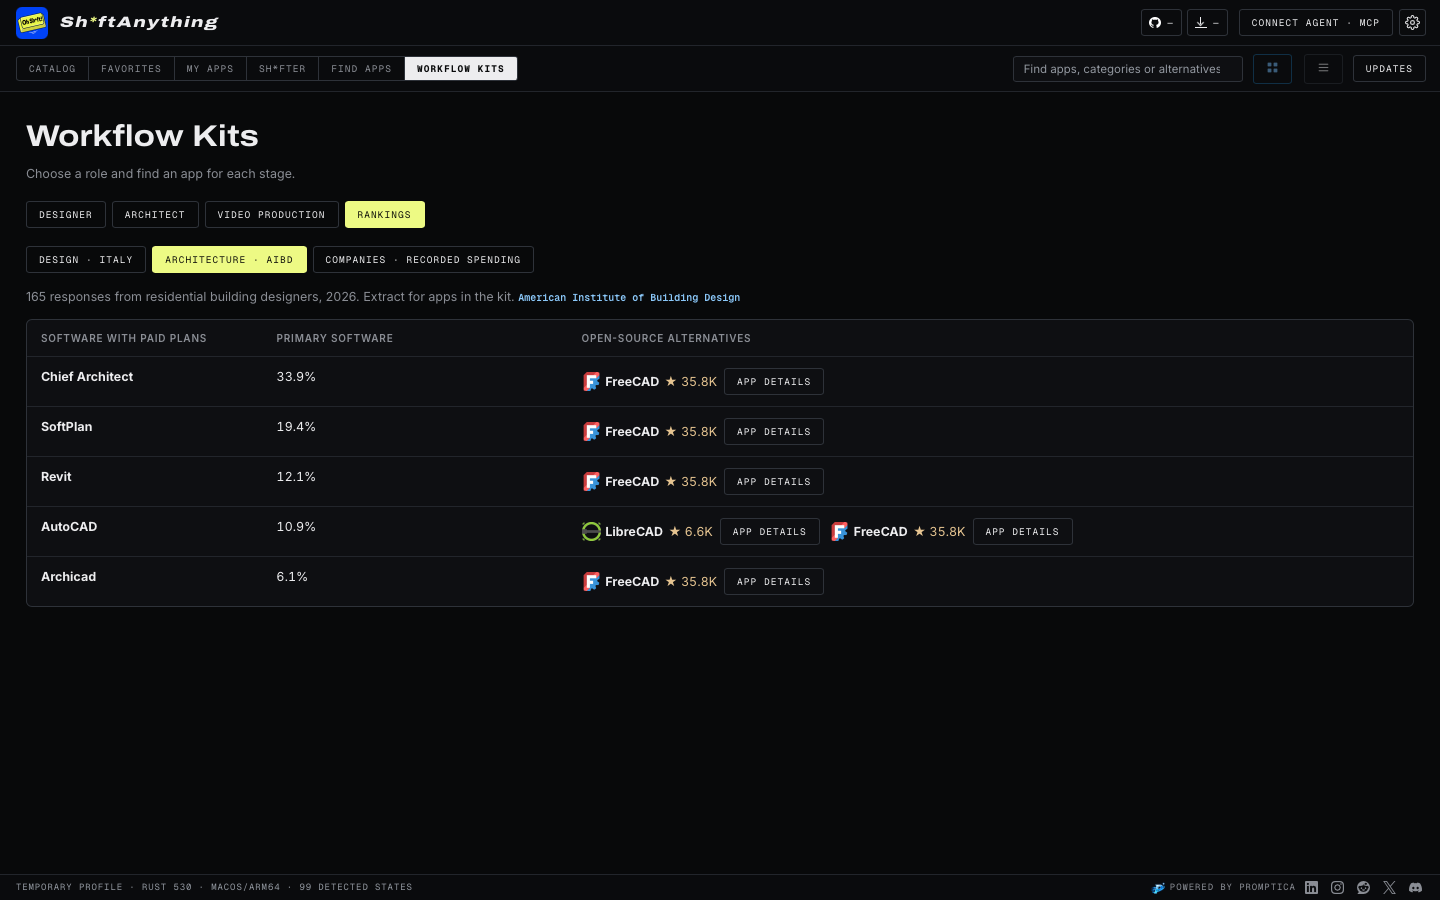 Sh*ftAnything
–
–
CONNECT AGENT · MCP
CATALOG
FAVORITES
MY APPS
SH*FTER
FIND APPS
WORKFLOW KITS
Find apps, categories or alternatives
UPDATES
Workflow Kits
Choose a role and find an app for each stage.
DESIGNER
ARCHITECT
VIDEO PRODUCTION
RANKINGS
DESIGN · ITALY
ARCHITECTURE · AIBD
COMPANIES · RECORDED SPENDING
165 responses from residential building designers, 2026. Extract for apps in the kit. American Institute of Building Design
SOFTWARE WITH PAID PLANS PRIMARY SOFTWARE OPEN-SOURCE ALTERNATIVES
Chief Architect 33.9% FreeCAD ★ 35.8K APP DETAILS
SoftPlan 19.4% FreeCAD ★ 35.8K APP DETAILS
Revit 12.1% FreeCAD ★ 35.8K APP DETAILS
AutoCAD 10.9% LibreCAD ★ 6.6K APP DETAILS FreeCAD ★ 35.8K APP DETAILS
Archicad 6.1% FreeCAD ★ 35.8K APP DETAILS
TEMPORARY PROFILE · RUST 530 · MACOS/ARM64 · 99 DETECTED STATES
POWERED BY PROMPTICA